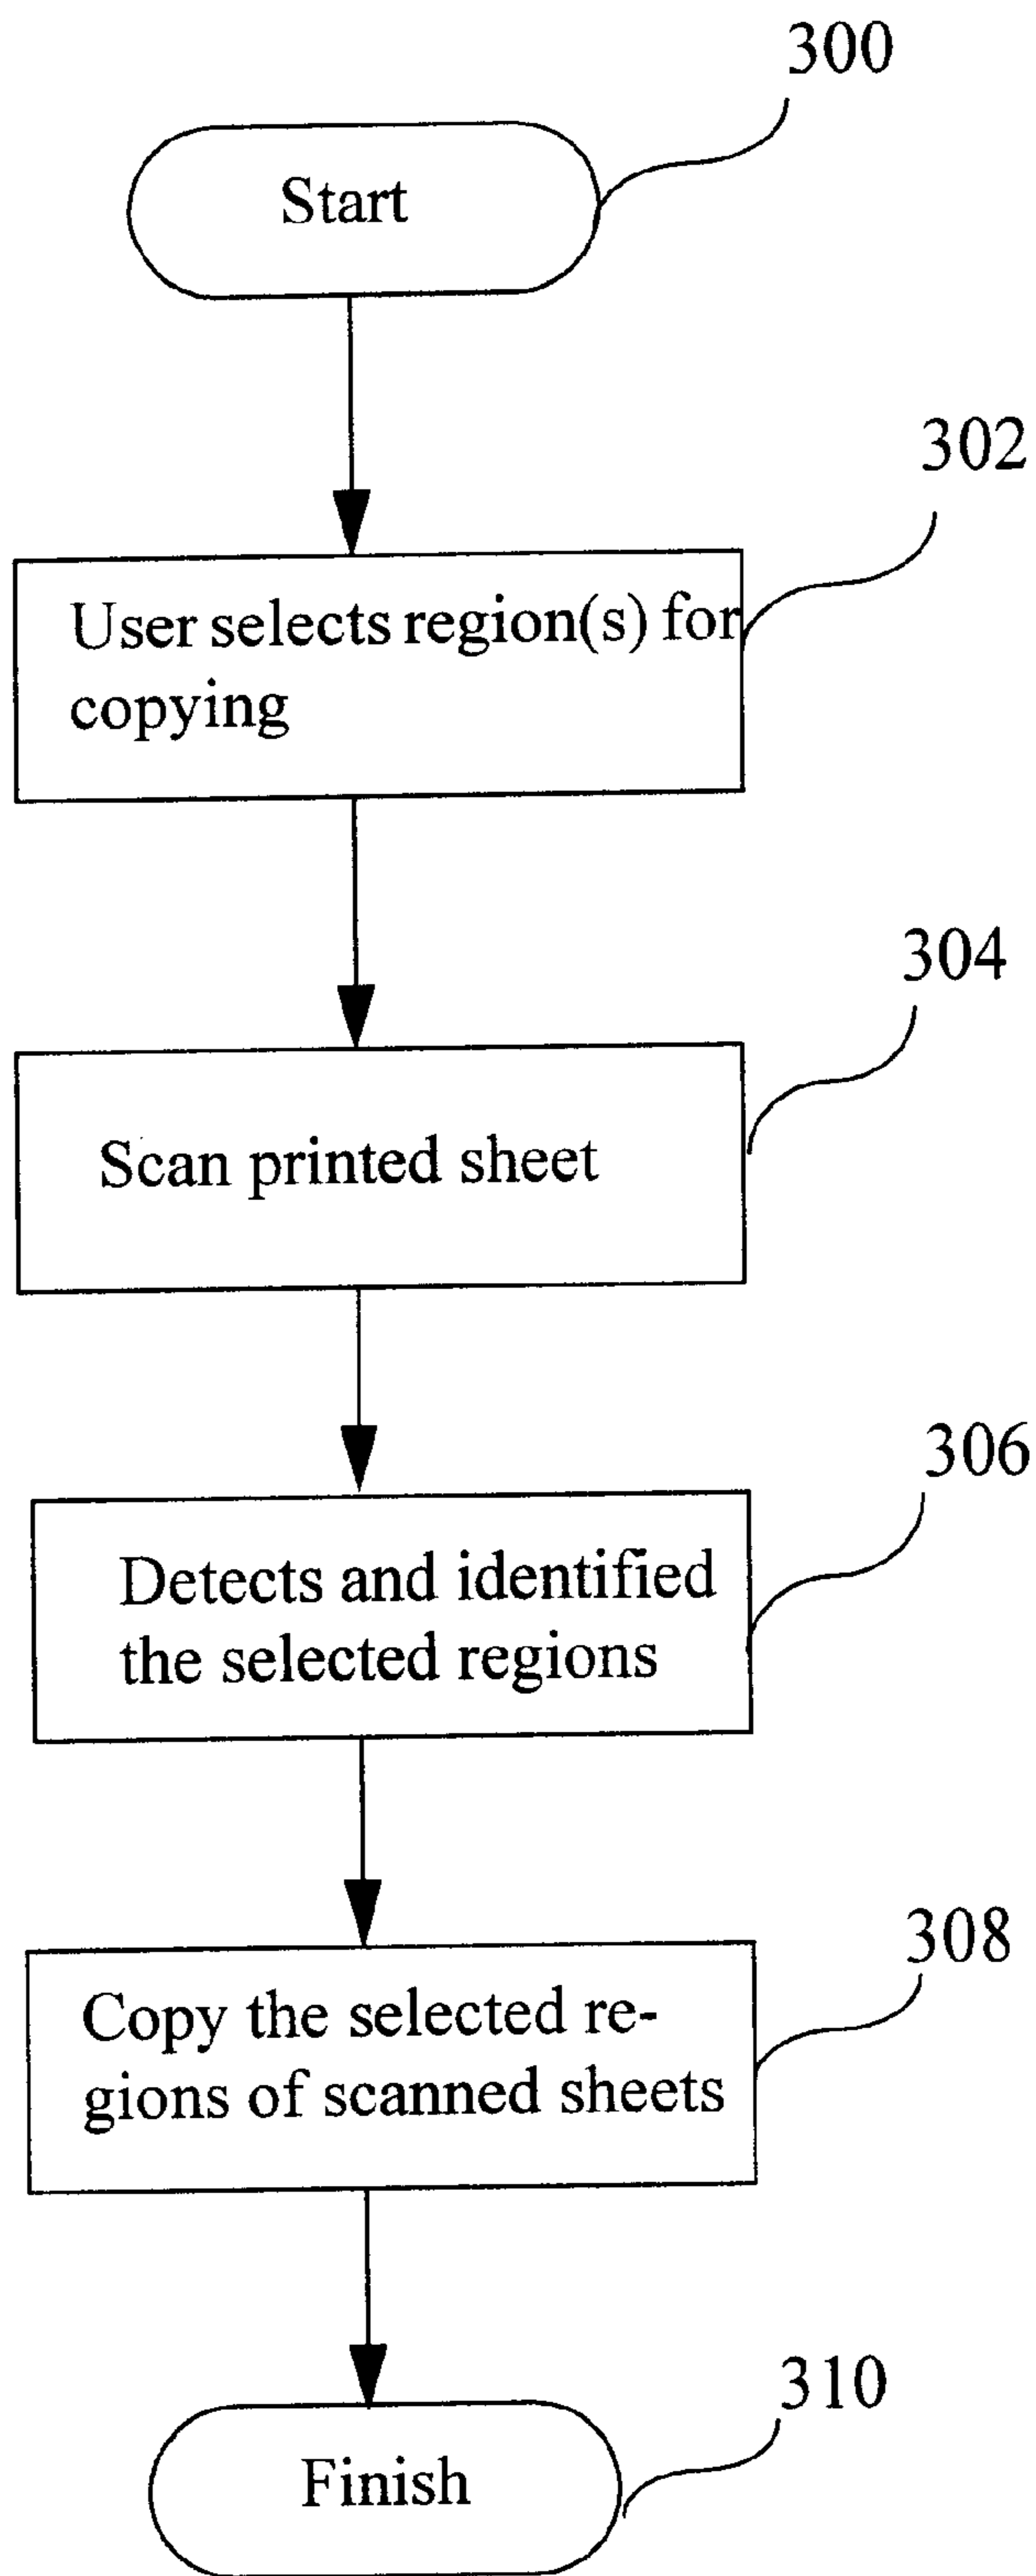 300
Start
302
User selects region(s) for
copying
304
Scan printed sheet
306
Detects and identified
the selected regions
308
Copy the selected re-
gions of scanned sheets
310
Finish